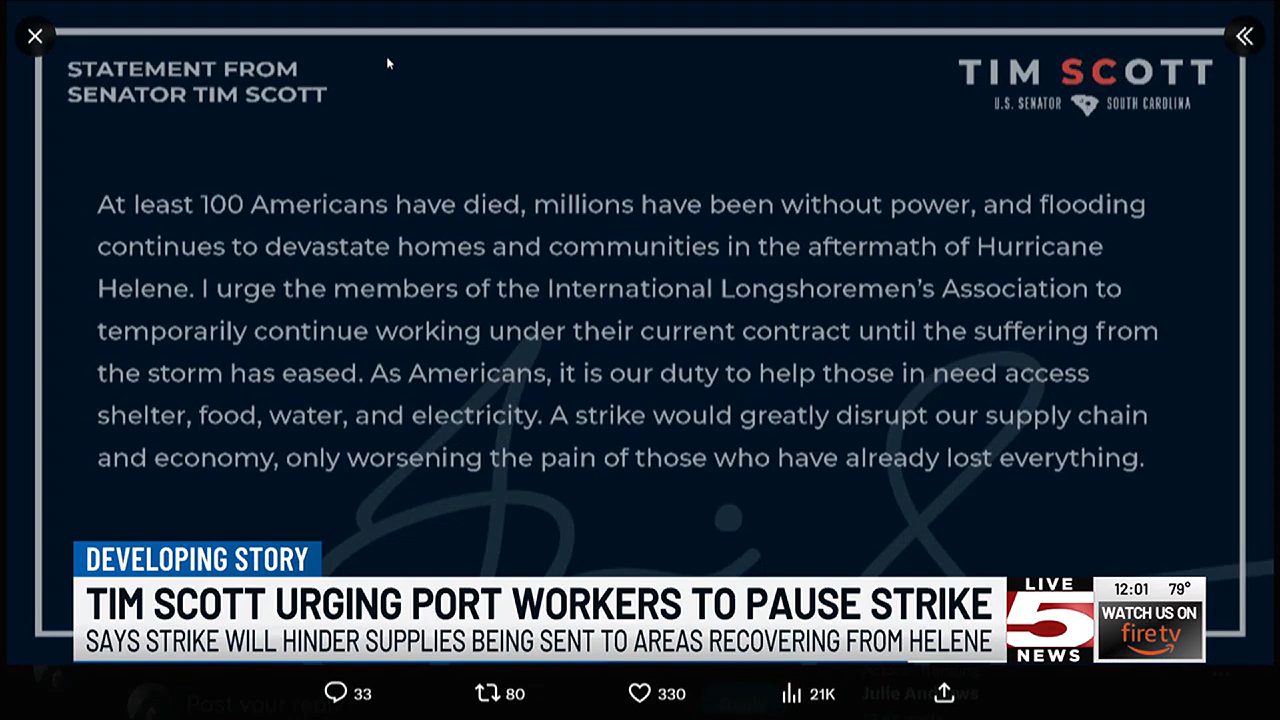 STATEMENT FROM
SENATOR TIM SCOTT
TIM SCOTT
U.S. SENATOR SOUTH CAROLINA
At least 100 Americans have died, millions have been without power, and flooding
continues to devastate homes and communities in the aftermath of Hurricane
Helene. I urge the members of the International Longshoremen's Association to
temporarily continue working under their current contract until the suffering from
the storm has eased. As Americans, it is our duty to help those in need access
shelter, food, water, and electricity. A strike would greatly disrupt our supply chain
and economy, only worsening the pain of those who have already lost everything.
DEVELOPING STORY
TIM SCOTT URGING PORT WORKERS TO PAUSE STRIKE
SAYS STRIKE WILL HINDER SUPPLIES BEING SENT TO AREAS RECOVERING FROM HELENE
LIVE
5
NEWS
12:01 79°
WATCH US ON
firetv
33 80 330 21K
Post your reply
Reply